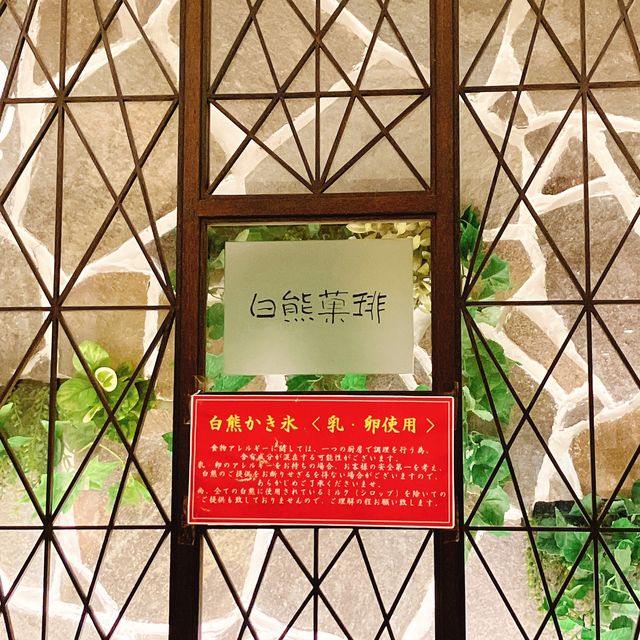 白熊菓琲
白熊かき氷 〈 乳・卵使用 〉
食物アレルギーに関しては、一つの厨房で調理を行う為、
含有成分が混在する可能性がございます。
乳、卵のアレルギーをお持ちの場合、お客様の安全第一を考え、
白熊のご提供をお断りせざるを得ない場合がございますので、
あらかじめご了承くださいませ。
尚、全ての白熊に使用されているミルク（シロップ）を除いての
ご提供も致しておりませんので、ご理解の程お願い致します。